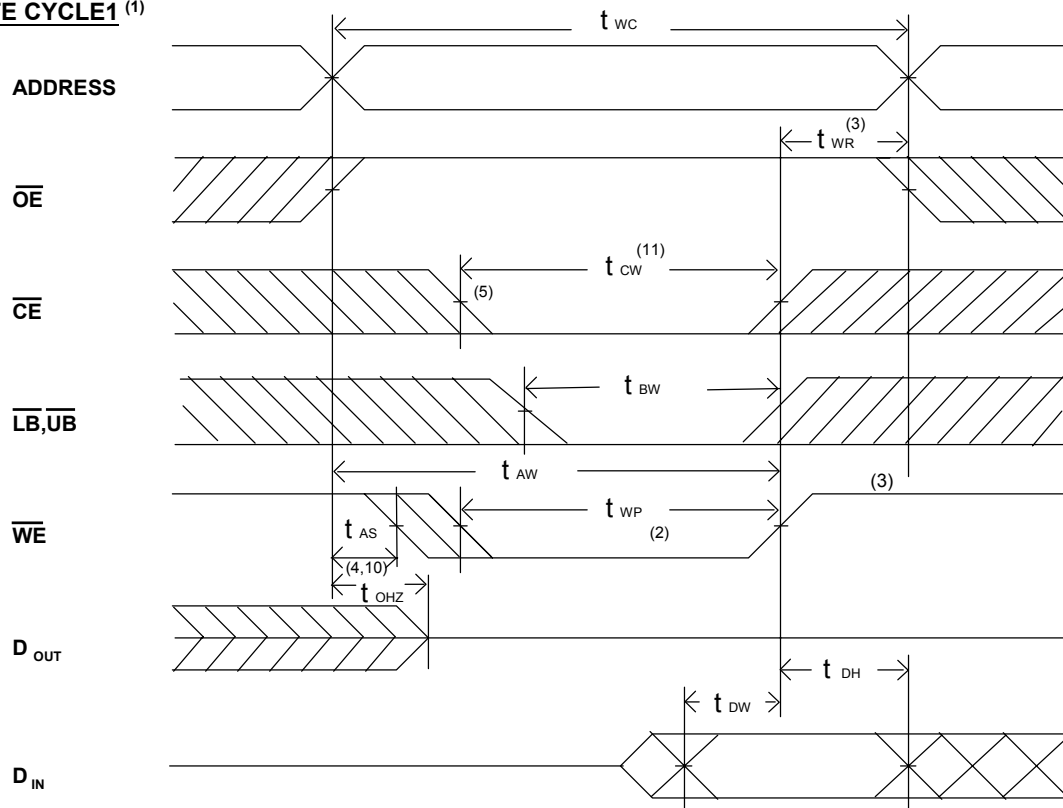 TE CYCLE1 (1)
t WC
ADDRESS
t WR (3)
OE
t CW (11)
(5)
CE
t BW
LB,UB
t AW
(3)
t WP
(2)
WE
t AS
(4,10)
t OHZ
D OUT
t DH
t DW
D IN